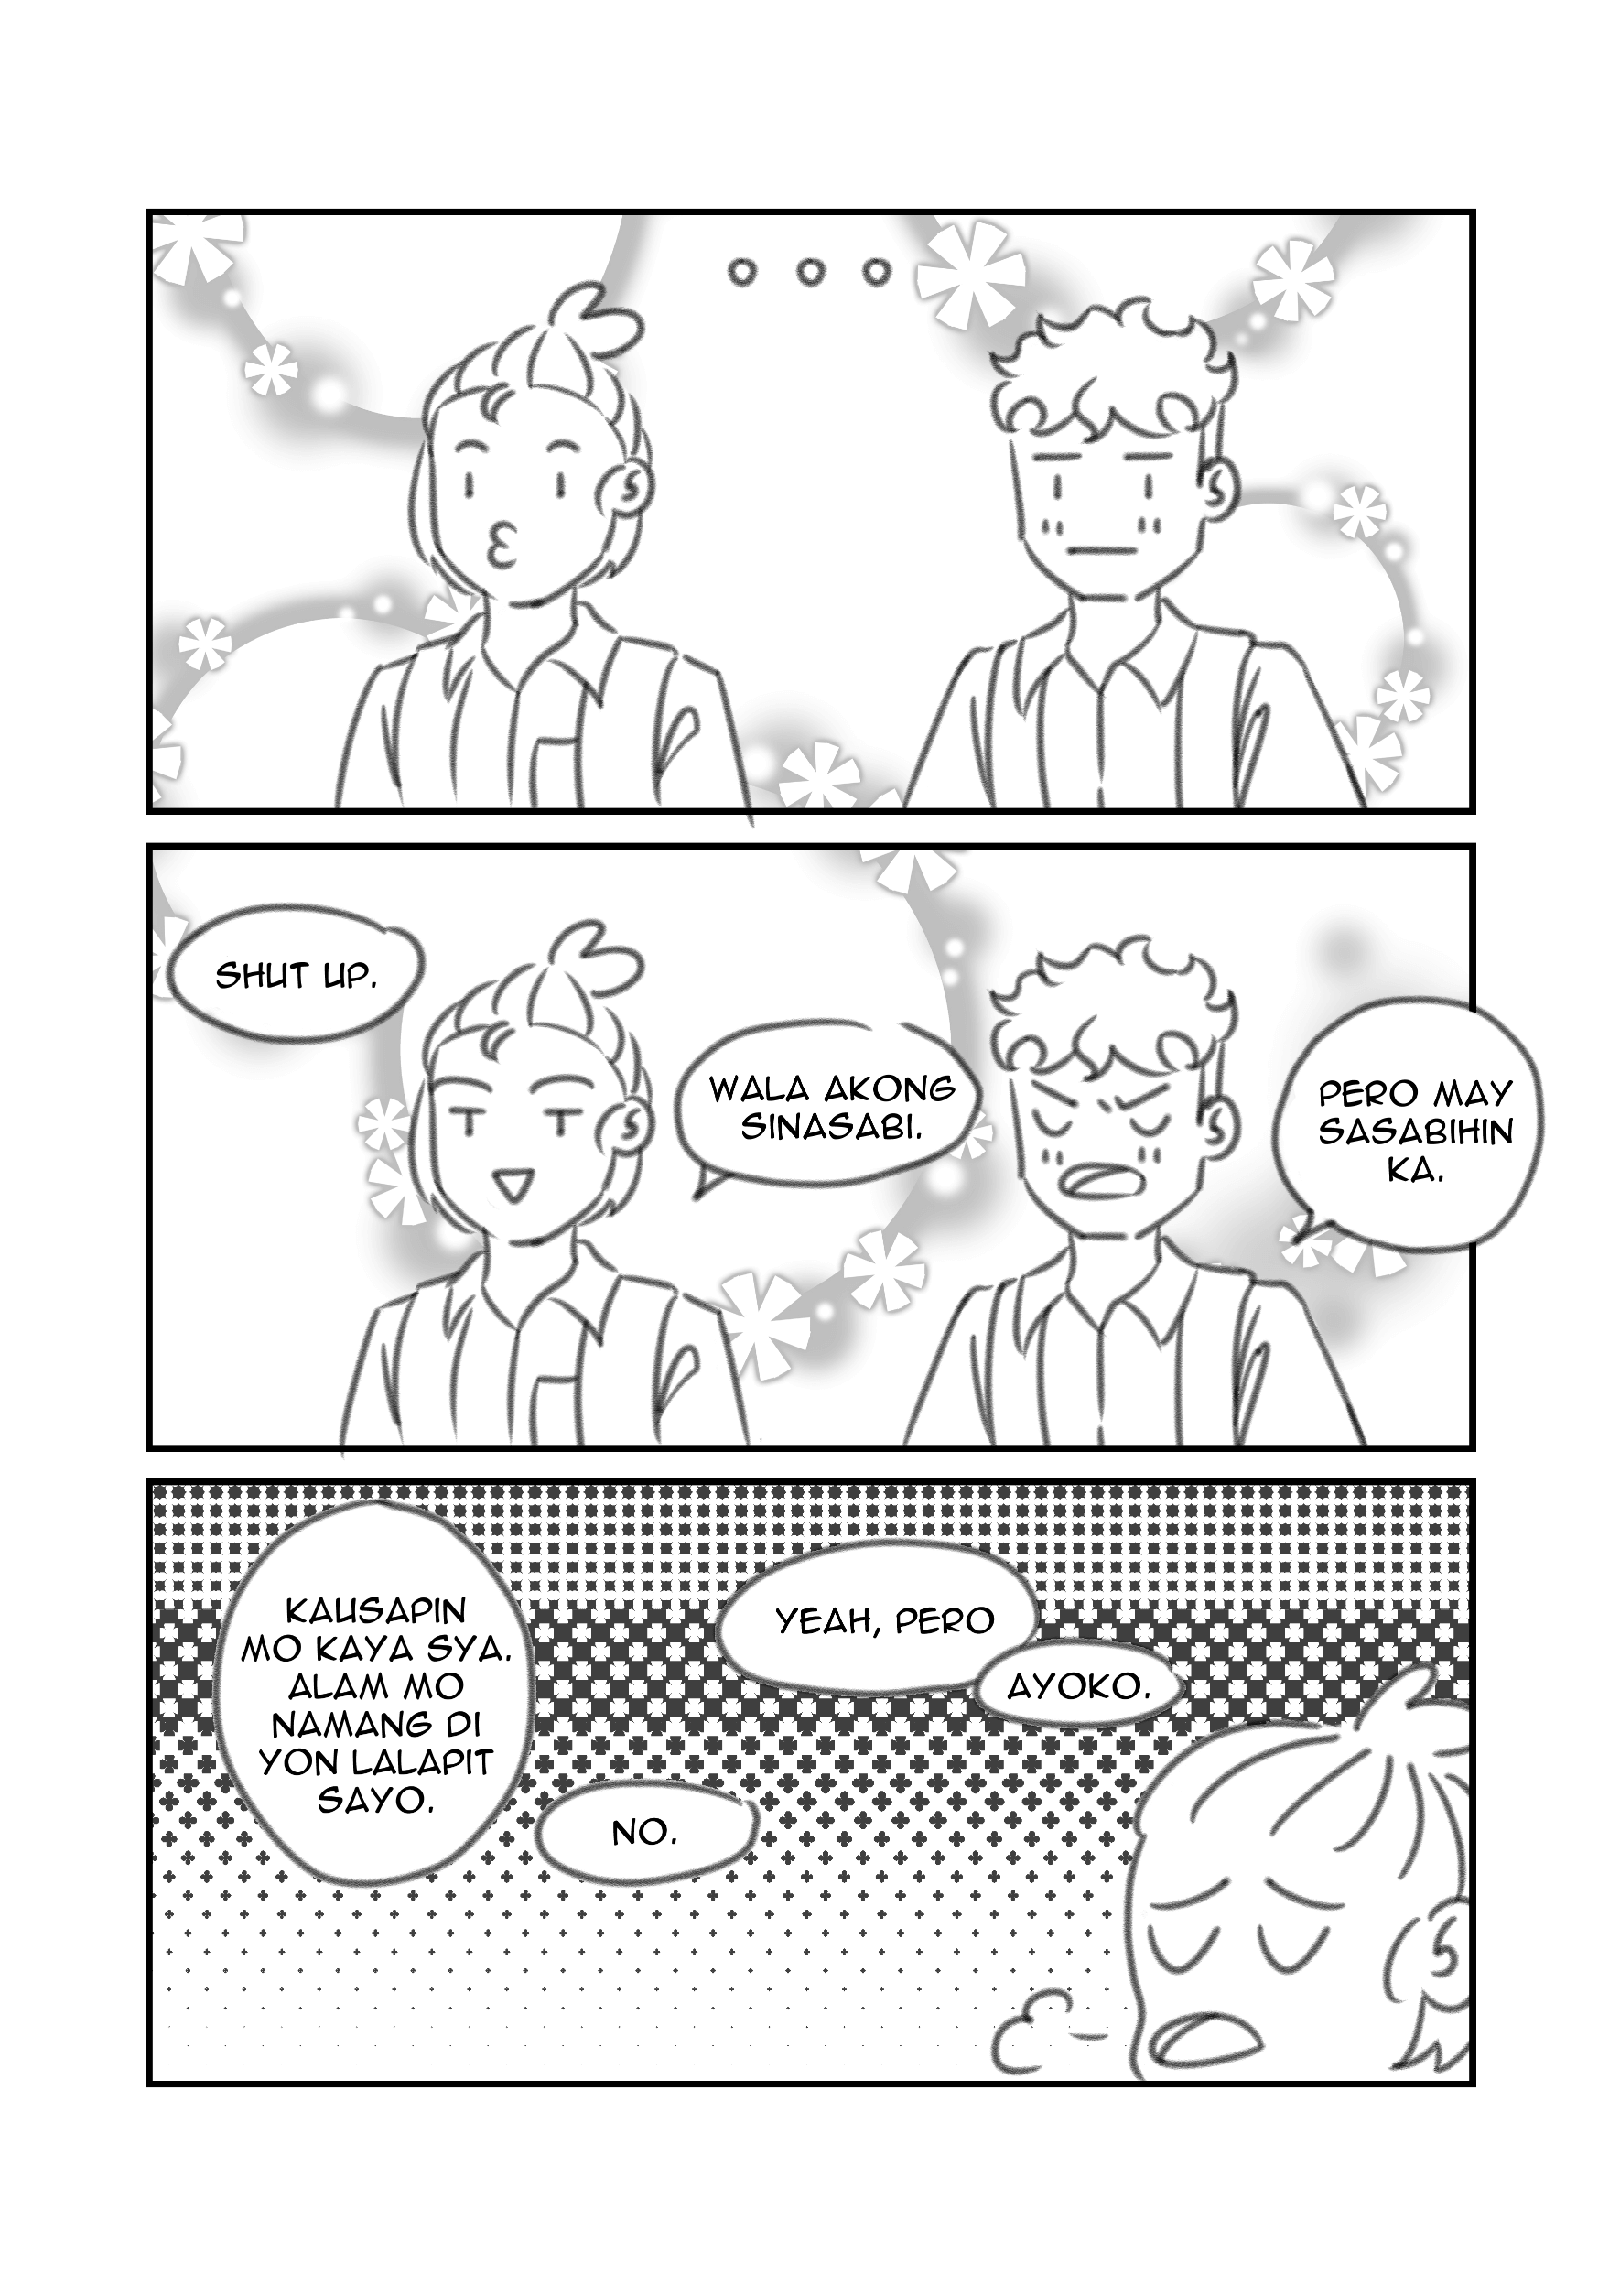 SHUT UP.
WALA AKONG
SINASABI.
PERO MAY
SASABIHIN
KA.
KAUSAPIN
MO KAYA SYA.
ALAM MO
NAMANG DI
YON LALAPIT
SAYO.
NO.
YEAH, PERO
AYOKO.